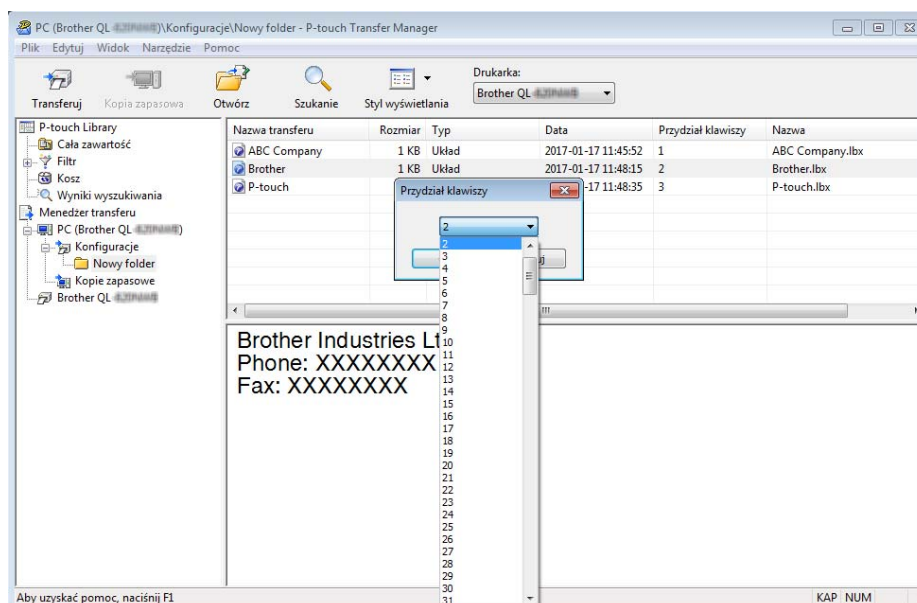 PC (Brother QL )\Konfiguracje\Nowy folder - P-touch Transfer Manager
Plik Edytuj Widok Narzędzie Pomoc
Transferuj Kopia zapasowa Otwórz Szukanie Styl wyświetlania
Drukarka:
Brother QL
P-touch Library
Cała zawartość
Filtr
Kosz
Wyniki wyszukiwania
Menedżer transferu
PC (Brother QL )
Konfiguracje
Nowy folder
Kopie zapasowe
Brother QL
Nazwa transferu Rozmiar Typ Data Przydział klawiszy Nazwa
ABC Company 1 KB Układ 2017-01-17 11:45:52 1 ABC Company.lbx
Brother 1 KB Układ 2017-01-17 11:48:15 2 Brother.lbx
P-touch 17 11:48:35 3 P-touch.lbx
Przydział klawiszy
2
2
3
4
5
6
7
8
9
10
11
12
13
14
15
16
17
18
19
20
21
22
23
24
25
26
27
28
29
30
31
Brother Industries
Phone: XXXXXXXX
Fax: XXXXXXXX
Aby uzyskać pomoc, naciśnij F1
KAP NUM